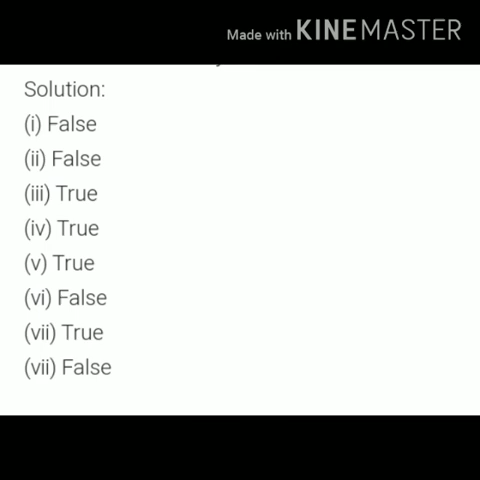 Made with KINEMASTER
Solution:
(i) False
(ii) False
(iii) True
(iv) True
(v) True
(vi) False
(vii) True
(vii) False